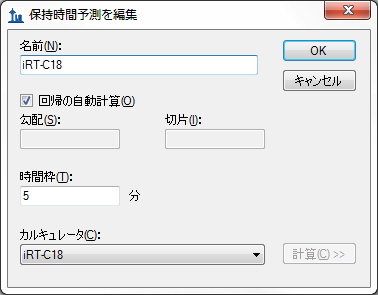 保持時間予測を編集
名前(N):
iRT-C18
OK
キャンセル
回帰の自動計算(O)
勾配(S):
切片(I):
時間枠(T):
5
分
カルキュレータ(C):
iRT-C18
計算(C) >>